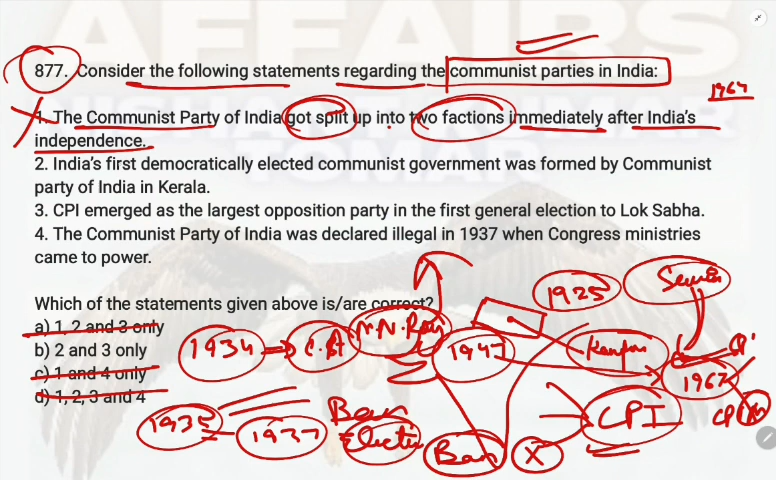 AFFAIRS
877. Consider the following statements regarding the communist parties in India:
1964
1. The Communist Party of India got split up into two factions immediately after India's
independence.
2. India's first democratically elected communist government was formed by Communist
party of India in Kerala.
3. CPI emerged as the largest opposition party in the first general election to Lok Sabha.
4. The Communist Party of India was declared illegal in 1937 when Congress ministries
came to power.
1925
Which of the statements given above is/are correct?
a) 1, 2 and 3 only
b) 2 and 3 only
c) 1 and 4 only
d) 1, 2, 3 and 4
1934
M.N. Roy
1947
1935
1937
Ban
Ban
X
CPI